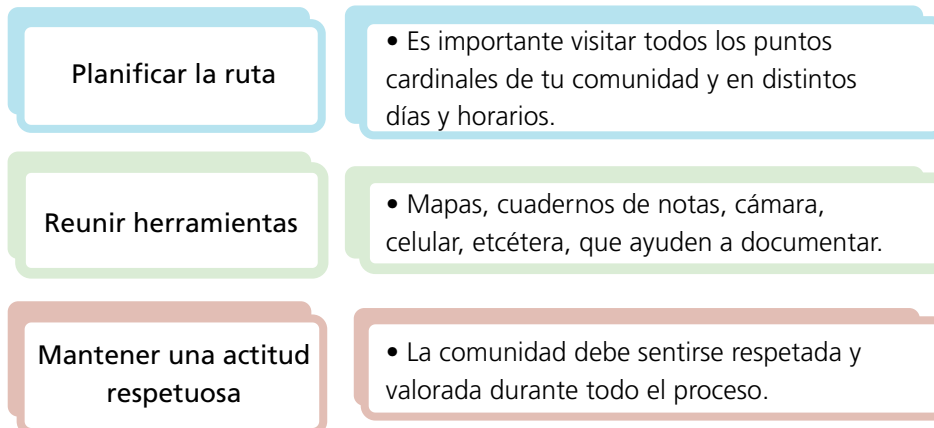 Planificar la ruta
• Es importante visitar todos los puntos
cardinales de tu comunidad y en distintos
días y horarios.
Reunir herramientas
• Mapas, cuadernos de notas, cámara,
celular, etcétera, que ayuden a documentar.
Mantener una actitud
respetuosa
• La comunidad debe sentirse respetada y
valorada durante todo el proceso.